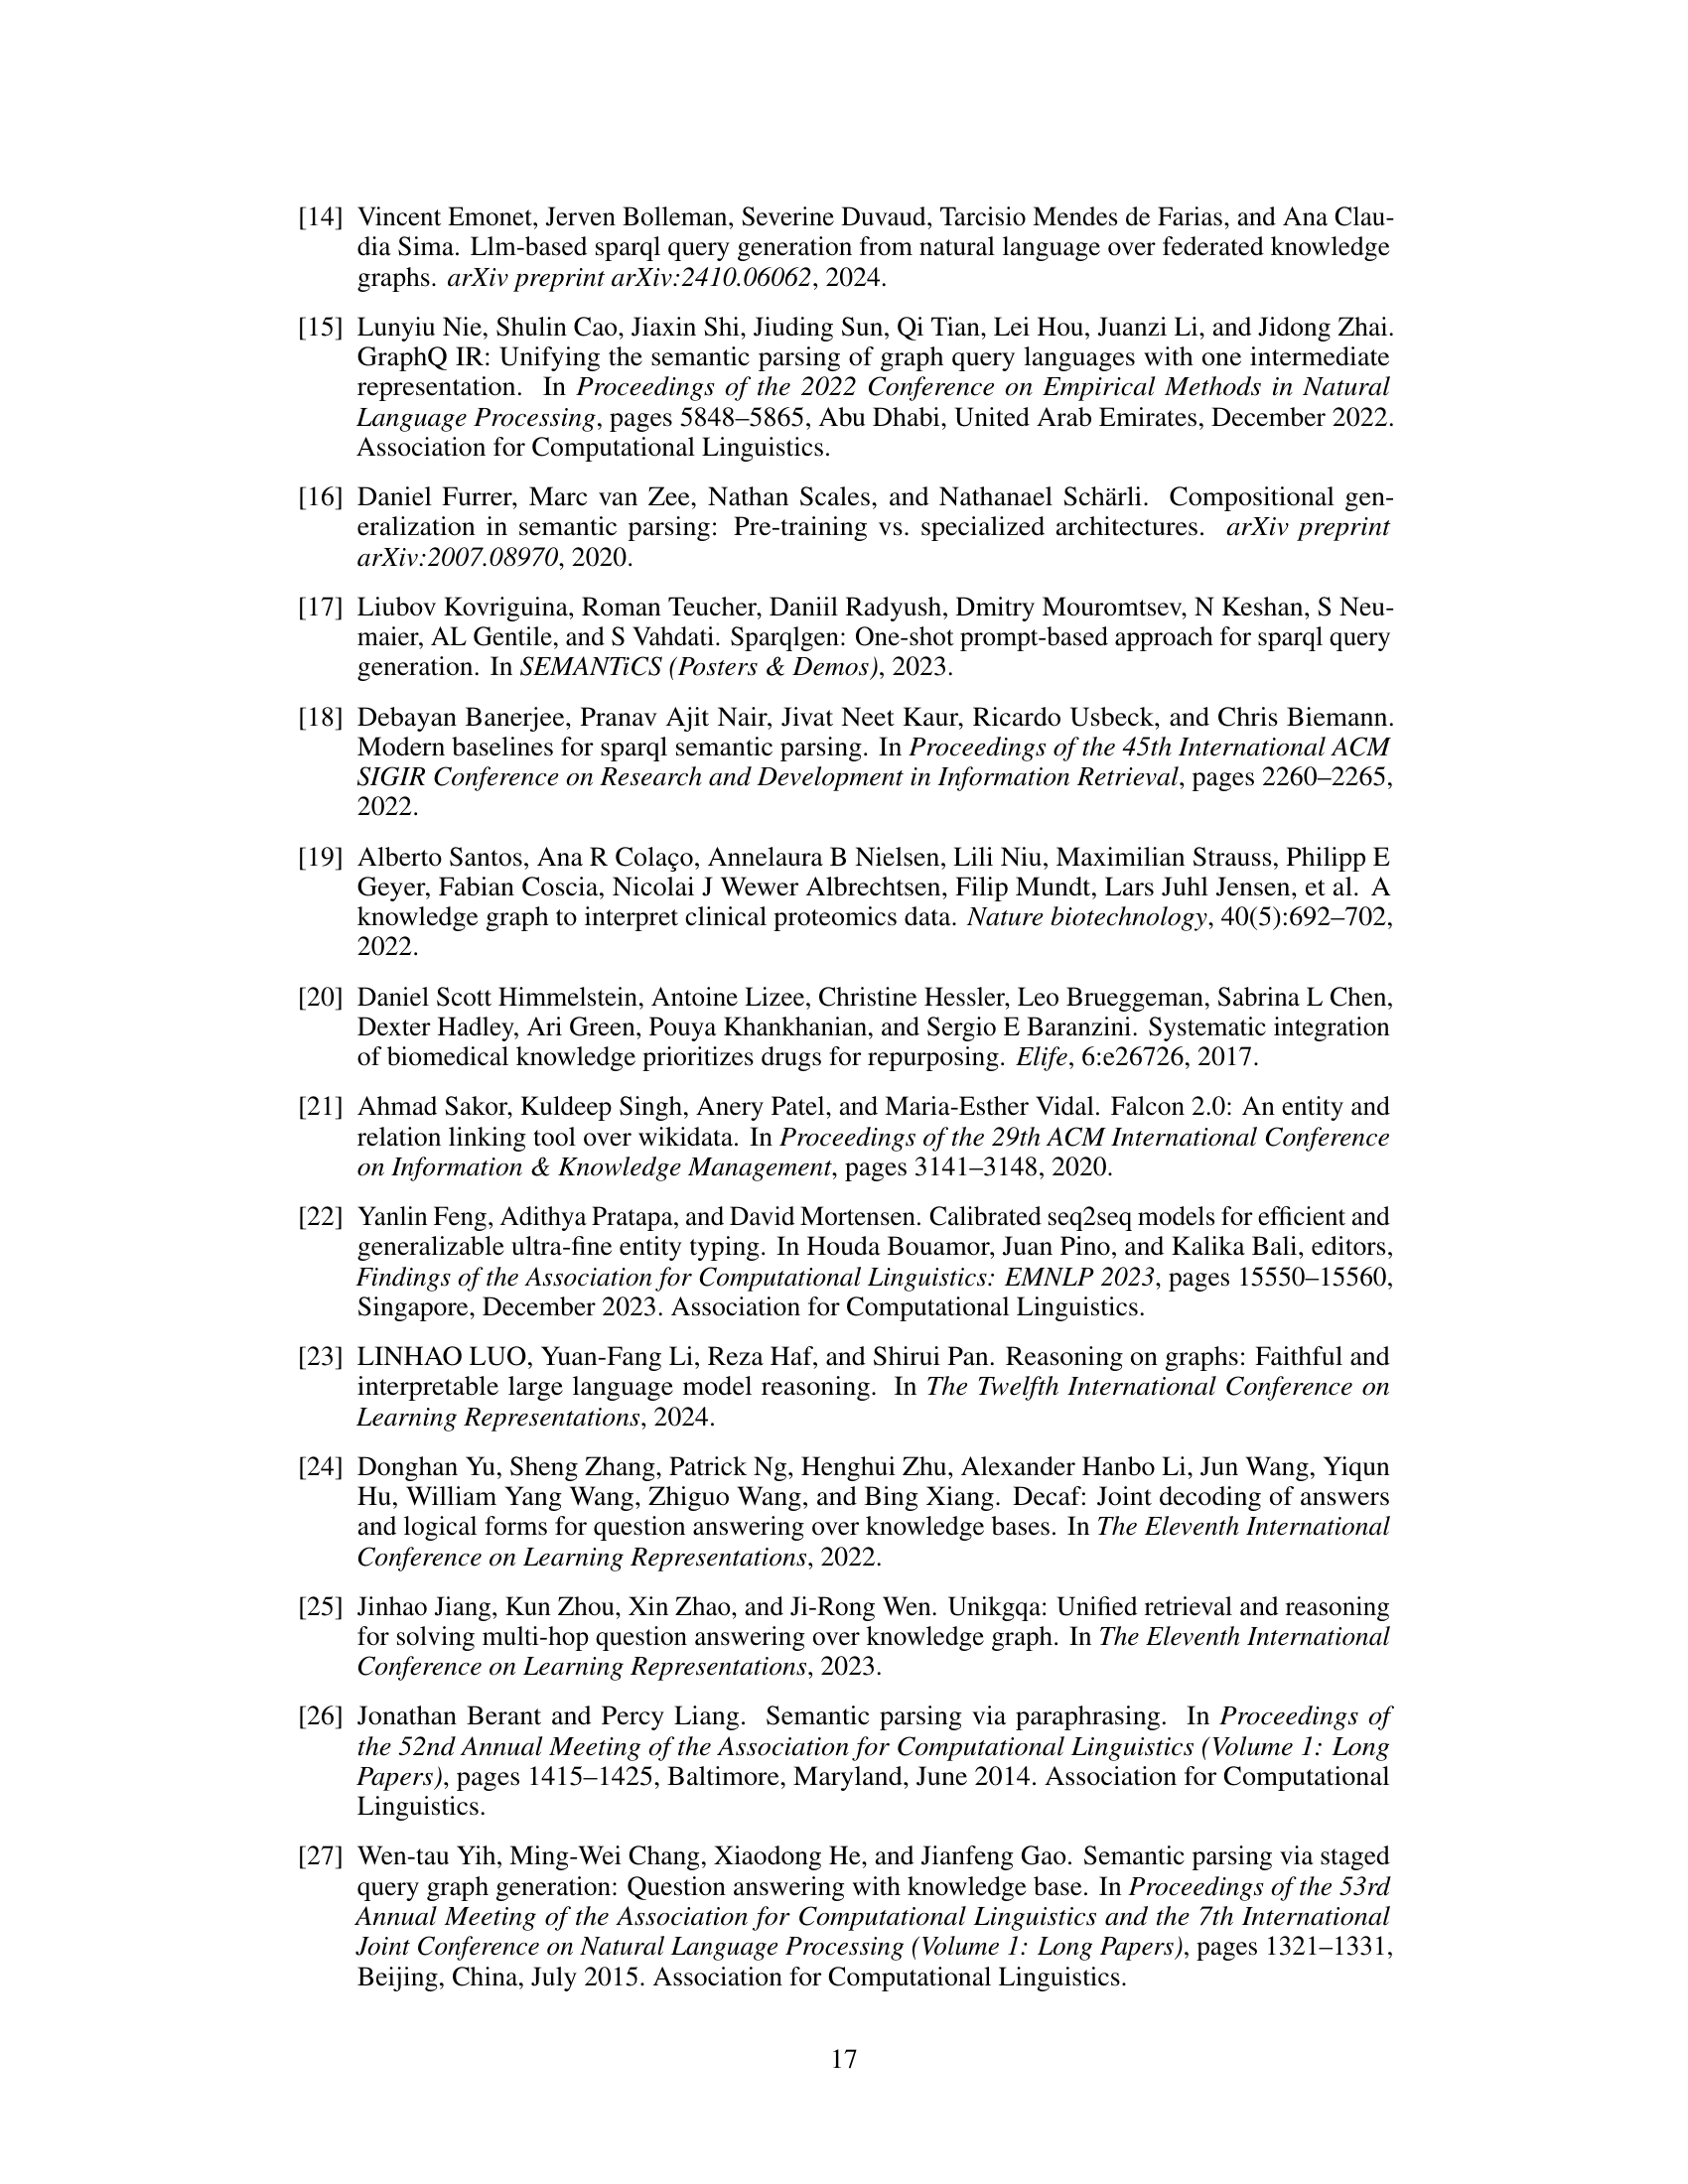 [14] Vincent Emonet, Jerven Bolleman, Severine Duvaud, Tarcisio Mendes de Farias, and Ana Clau-
dia Sima. Llm-based sparql query generation from natural language over federated knowledge
graphs. arXiv preprint arXiv:2410.06062, 2024.
[15] Lunyiu Nie, Shulin Cao, Jiaxin Shi, Jiuding Sun, Qi Tian, Lei Hou, Juanzi Li, and Jidong Zhai.
GraphQ IR: Unifying the semantic parsing of graph query languages with one intermediate
representation. In Proceedings of the 2022 Conference on Empirical Methods in Natural
Language Processing, pages 5848–5865, Abu Dhabi, United Arab Emirates, December 2022.
Association for Computational Linguistics.
[16] Daniel Furrer, Marc van Zee, Nathan Scales, and Nathanael Schärli. Compositional gen-
eralization in semantic parsing: Pre-training vs. specialized architectures. arXiv preprint
arXiv:2007.08970, 2020.
[17] Liubov Kovriguina, Roman Teucher, Daniil Radyush, Dmitry Mouromtsev, N Keshan, S Neu-
maier, AL Gentile, and S Vahdati. Sparqlgen: One-shot prompt-based approach for sparql query
generation. In SEMANTiCS (Posters & Demos), 2023.
[18] Debayan Banerjee, Pranav Ajit Nair, Jivat Neet Kaur, Ricardo Usbeck, and Chris Biemann.
Modern baselines for sparql semantic parsing. In Proceedings of the 45th International ACM
SIGIR Conference on Research and Development in Information Retrieval, pages 2260–2265,
2022.
[19] Alberto Santos, Ana R Colaço, Annelaura B Nielsen, Lili Niu, Maximilian Strauss, Philipp E
Geyer, Fabian Coscia, Nicolai J Wewer Albrechtsen, Filip Mundt, Lars Juhl Jensen, et al. A
knowledge graph to interpret clinical proteomics data. Nature biotechnology, 40(5):692–702,
2022.
[20] Daniel Scott Himmelstein, Antoine Lizee, Christine Hessler, Leo Brueggeman, Sabrina L Chen,
Dexter Hadley, Ari Green, Pouya Khankhanian, and Sergio E Baranzini. Systematic integration
of biomedical knowledge prioritizes drugs for repurposing. Elife, 6:e26726, 2017.
[21] Ahmad Sakor, Kuldeep Singh, Anery Patel, and Maria-Esther Vidal. Falcon 2.0: An entity and
relation linking tool over wikidata. In Proceedings of the 29th ACM International Conference
on Information & Knowledge Management, pages 3141–3148, 2020.
[22] Yanlin Feng, Adithya Pratapa, and David Mortensen. Calibrated seq2seq models for efficient and
generalizable ultra-fine entity typing. In Houda Bouamor, Juan Pino, and Kalika Bali, editors,
Findings of the Association for Computational Linguistics: EMNLP 2023, pages 15550–15560,
Singapore, December 2023. Association for Computational Linguistics.
[23] LINHAO LUO, Yuan-Fang Li, Reza Haf, and Shirui Pan. Reasoning on graphs: Faithful and
interpretable large language model reasoning. In The Twelfth International Conference on
Learning Representations, 2024.
[24] Donghan Yu, Sheng Zhang, Patrick Ng, Henghui Zhu, Alexander Hanbo Li, Jun Wang, Yiqun
Hu, William Yang Wang, Zhiguo Wang, and Bing Xiang. Decaf: Joint decoding of answers
and logical forms for question answering over knowledge bases. In The Eleventh International
Conference on Learning Representations, 2022.
[25] Jinhao Jiang, Kun Zhou, Xin Zhao, and Ji-Rong Wen. Unikgqa: Unified retrieval and reasoning
for solving multi-hop question answering over knowledge graph. In The Eleventh International
Conference on Learning Representations, 2023.
[26] Jonathan Berant and Percy Liang. Semantic parsing via paraphrasing. In Proceedings of
the 52nd Annual Meeting of the Association for Computational Linguistics (Volume 1: Long
Papers), pages 1415–1425, Baltimore, Maryland, June 2014. Association for Computational
Linguistics.
[27] Wen-tau Yih, Ming-Wei Chang, Xiaodong He, and Jianfeng Gao. Semantic parsing via staged
query graph generation: Question answering with knowledge base. In Proceedings of the 53rd
Annual Meeting of the Association for Computational Linguistics and the 7th International
Joint Conference on Natural Language Processing (Volume 1: Long Papers), pages 1321–1331,
Beijing, China, July 2015. Association for Computational Linguistics.
17